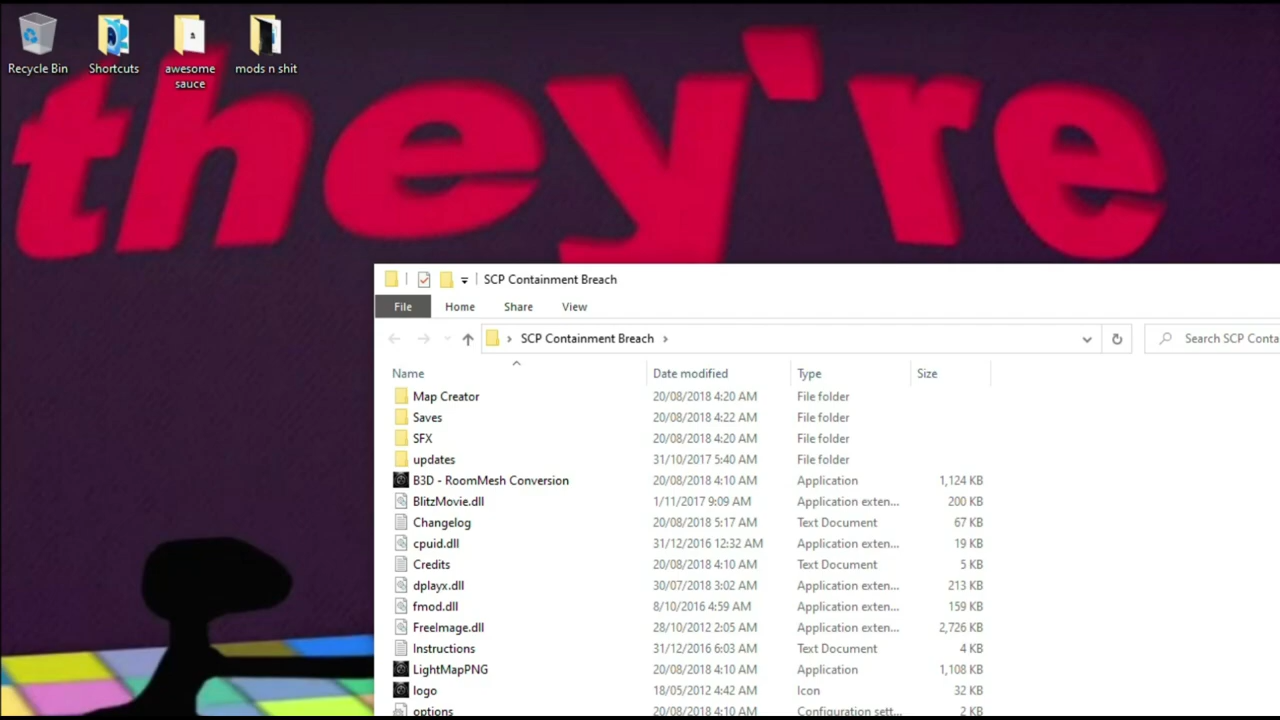 Recycle Bin
Shortcuts
awesome sauce
mods n shit
they're
SCP Containment Breach
File Home Share View
SCP Containment Breach
Search SCP Conta
Name Date modified Type Size
Map Creator 20/08/2018 4:20 AM File folder
Saves 20/08/2018 4:22 AM File folder
SFX 20/08/2018 4:20 AM File folder
updates 31/10/2017 5:40 AM File folder
B3D - RoomMesh Conversion 20/08/2018 4:10 AM Application 1,124 KB
BlitzMovie.dll 1/11/2017 9:09 AM Application exten... 200 KB
Changelog 20/08/2018 5:17 AM Text Document 67 KB
cpuid.dll 31/12/2016 12:32 AM Application exten... 19 KB
Credits 20/08/2018 4:10 AM Text Document 5 KB
dplayx.dll 30/07/2018 3:02 AM Application exten... 213 KB
fmod.dll 8/10/2016 4:59 AM Application exten... 159 KB
FreeImage.dll 28/10/2012 2:05 AM Application exten... 2,726 KB
Instructions 31/12/2016 6:03 AM Text Document 4 KB
LightMapPNG 20/08/2018 4:10 AM Application 1,108 KB
logo 18/05/2012 4:42 AM Icon 32 KB
options 20/08/2018 4:10 AM Configuration sett... 2 KB